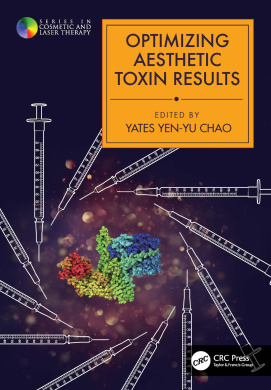 SERIES IN
COSMETIC AND
LASER THERAPY
OPTIMIZING
AESTHETIC
TOXIN RESULTS
EDITED BY
YATES YEN-YU CHAO
CRC
CRC Press
Taylor & Francis Group